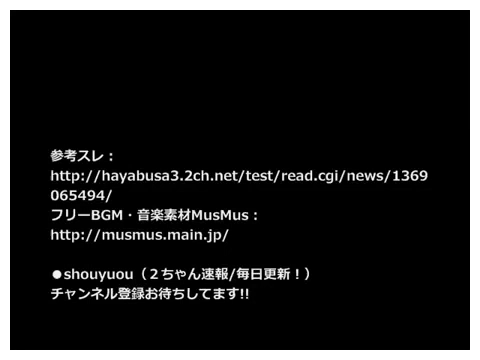 参考スレ：
http://hayabusa3.2ch.net/test/read.cgi/news/1369
065494/
フリーBGM・音楽素材MusMus：
http://musmus.main.jp/
●shouyuou（２ちゃん速報/毎日更新！）
チャンネル登録お待ちしてます!!